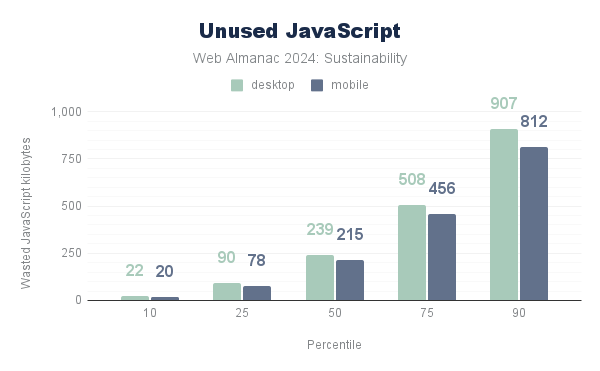 Unused JavaScript
Web Almanac 2024: Sustainability
desktop mobile
Wasted JavaScript kilobytes
1,000
750
500
250
0
22 20
90 78
239 215
508 456
907 812
10 25 50 75 90
Percentile